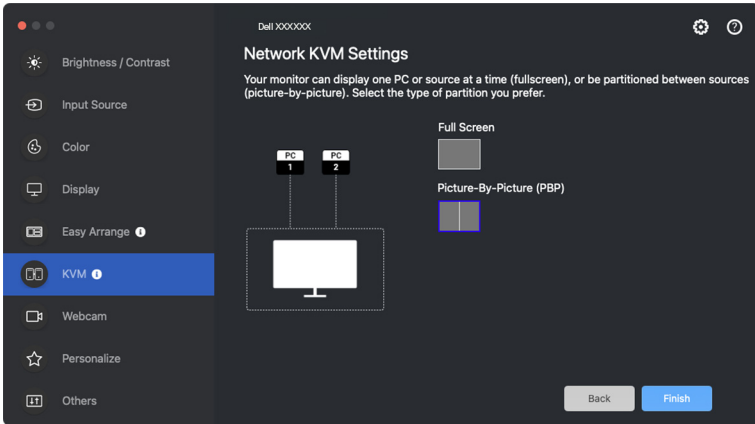 Dell XXXXXX
Brightness / Contrast
Input Source
Color
Display
Easy Arrange
KVM
Webcam
Personalize
Others
Network KVM Settings
Your monitor can display one PC or source at a time (fullscreen), or be partitioned between sources
(picture-by-picture). Select the type of partition you prefer.
PC
1
PC
2
Full Screen
Picture-By-Picture (PBP)
Back
Finish